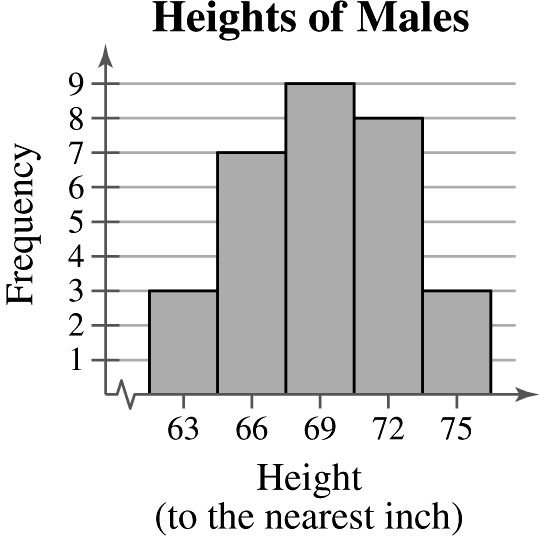 Heights of Males
9
8
7
6
5
4
3
2
1
Frequency
63 66 69 72 75
Height
(to the nearest inch)